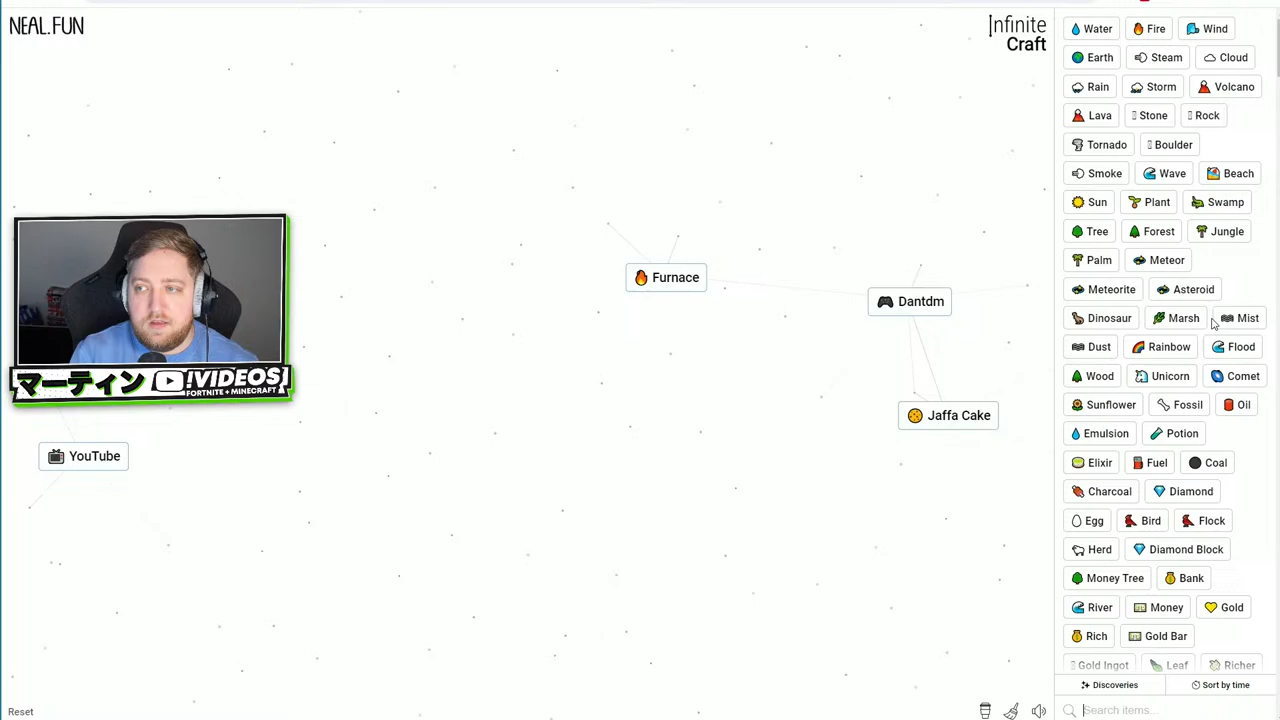 NEAL.FUN
Infinite
Craft
Furnace
Dantdm
Jaffa Cake
マーティン !VIDEOS
FORTNITE + MINECRAFT
YouTube
Reset
Water Fire Wind
Earth Steam Cloud
Rain Storm Volcano
Lava Stone Rock
Tornado Boulder
Smoke Wave Beach
Sun Plant Swamp
Tree Forest Jungle
Palm Meteor
Meteorite Asteroid
Dinosaur Marsh Mist
Dust Rainbow Flood
Wood Unicorn Comet
Sunflower Fossil Oil
Emulsion Potion
Elixir Fuel Coal
Charcoal Diamond
Egg Bird Flock
Herd Diamond Block
Money Tree Bank
River Money Gold
Rich Gold Bar
Gold Ingot Leaf Richer
Discoveries Sort by time
Search items...